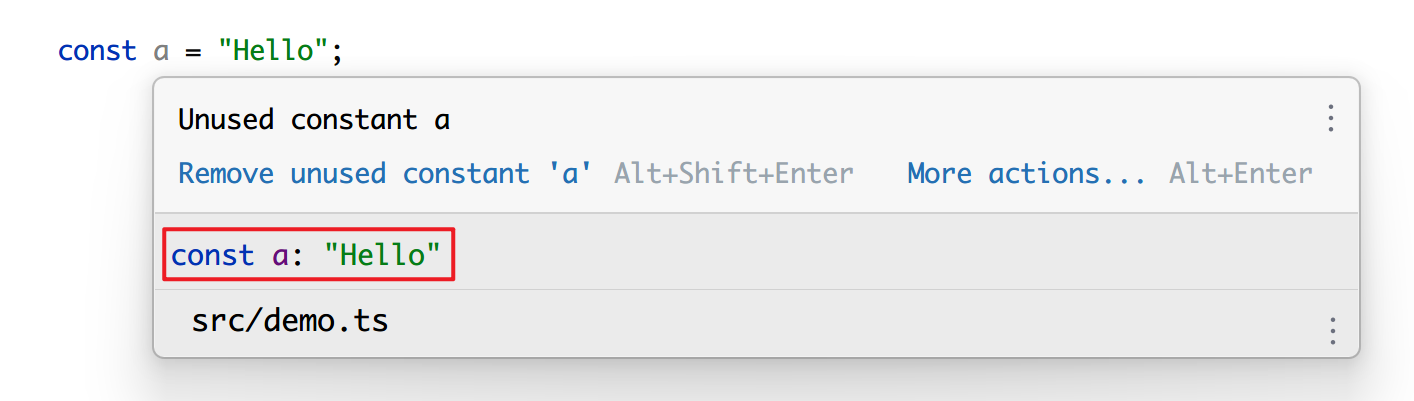 const a = "Hello";
Unused constant a
Remove unused constant 'a' Alt+Shift+Enter More actions... Alt+Enter
const a: "Hello"
src/demo.ts